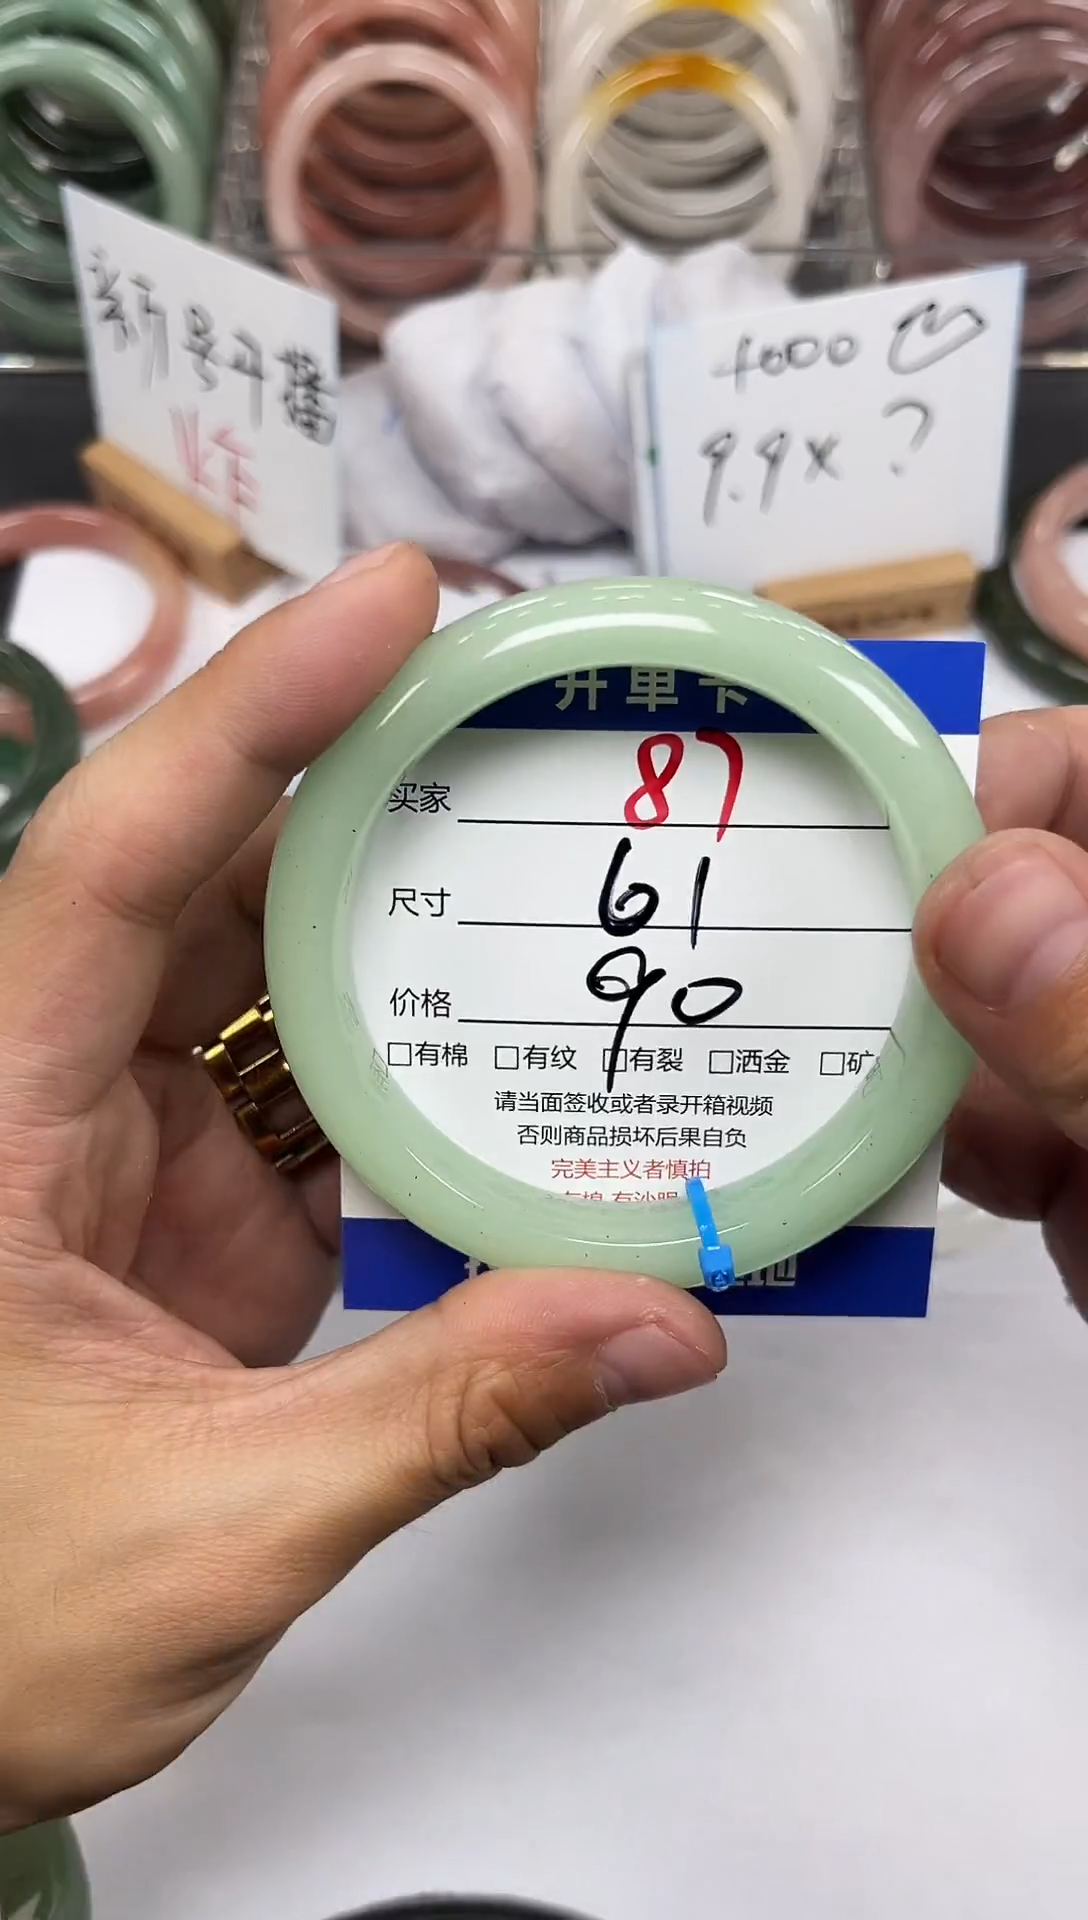 新号开播
4000
9.9x ?
开单卡
买家 87
尺寸 61
价格 90
□有棉 □有纹 □有裂 □洒金 □矿
请当面签收或者录开箱视频
否则商品损坏后果自负
完美主义者慎拍